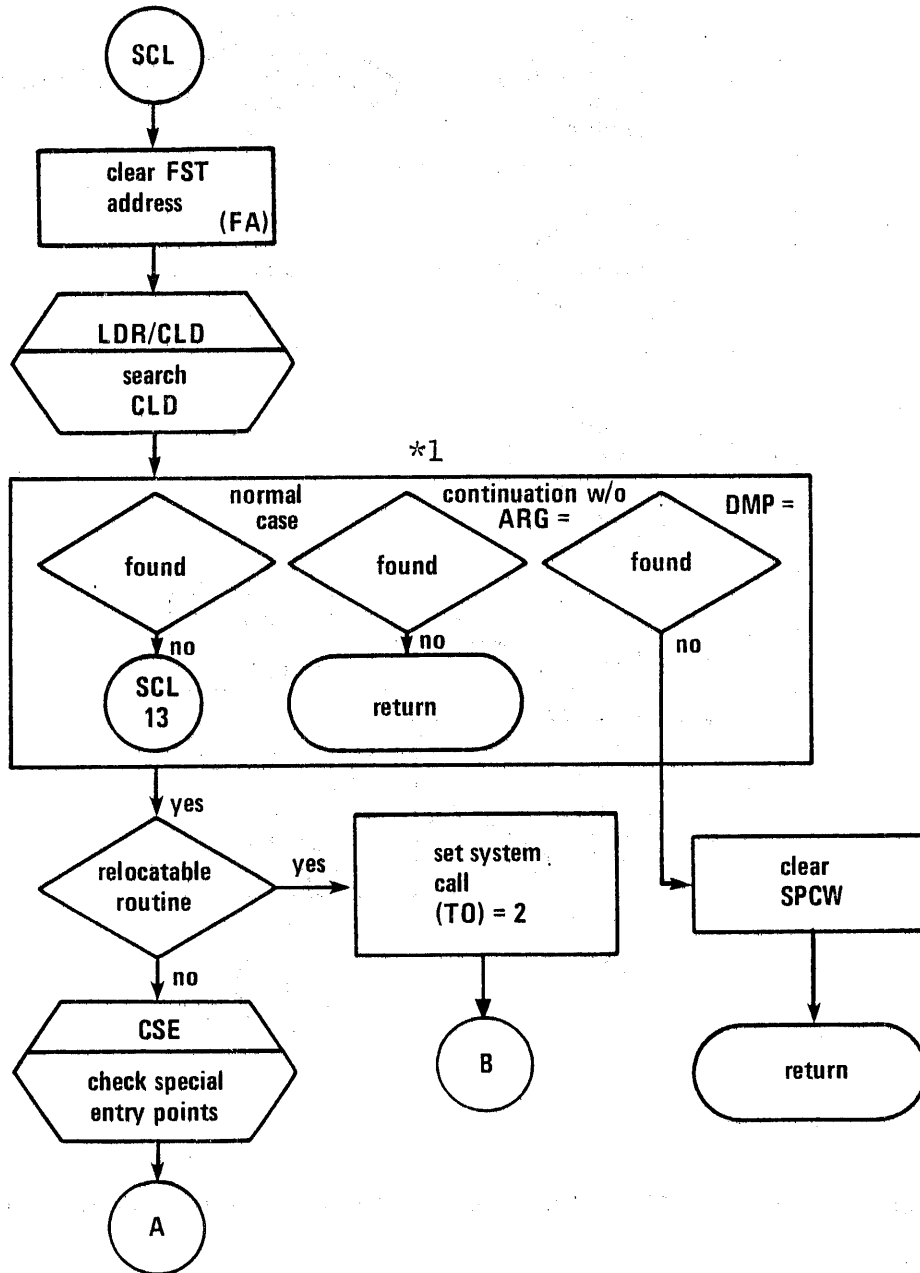 SCL
clear FST
address
(FA)
LDR/CLD
search
CLD
*1
normal
case
found
no
SCL
13
continuation w/o
ARG =
found
no
return
DMP =
found
no
yes
relocatable
routine
yes
set system
call
(TO) = 2
clear
SPCW
no
CSE
check special
entry points
B
return
A